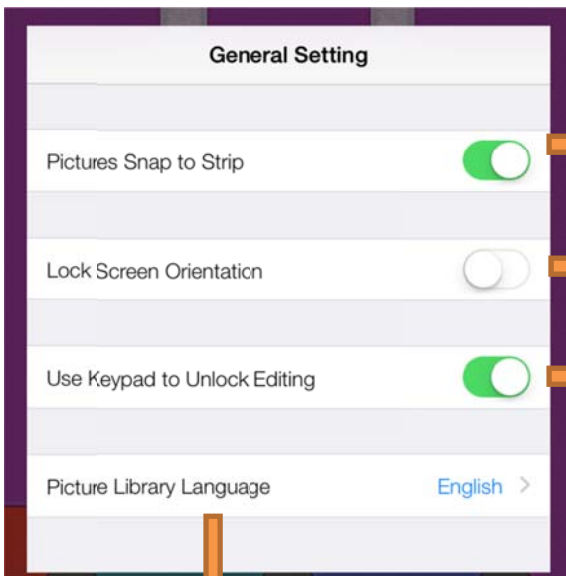 General Setting
Pictures Snap to Strip
Lock Screen Orientation
Use Keypad to Unlock Editing
Picture Library Language English >